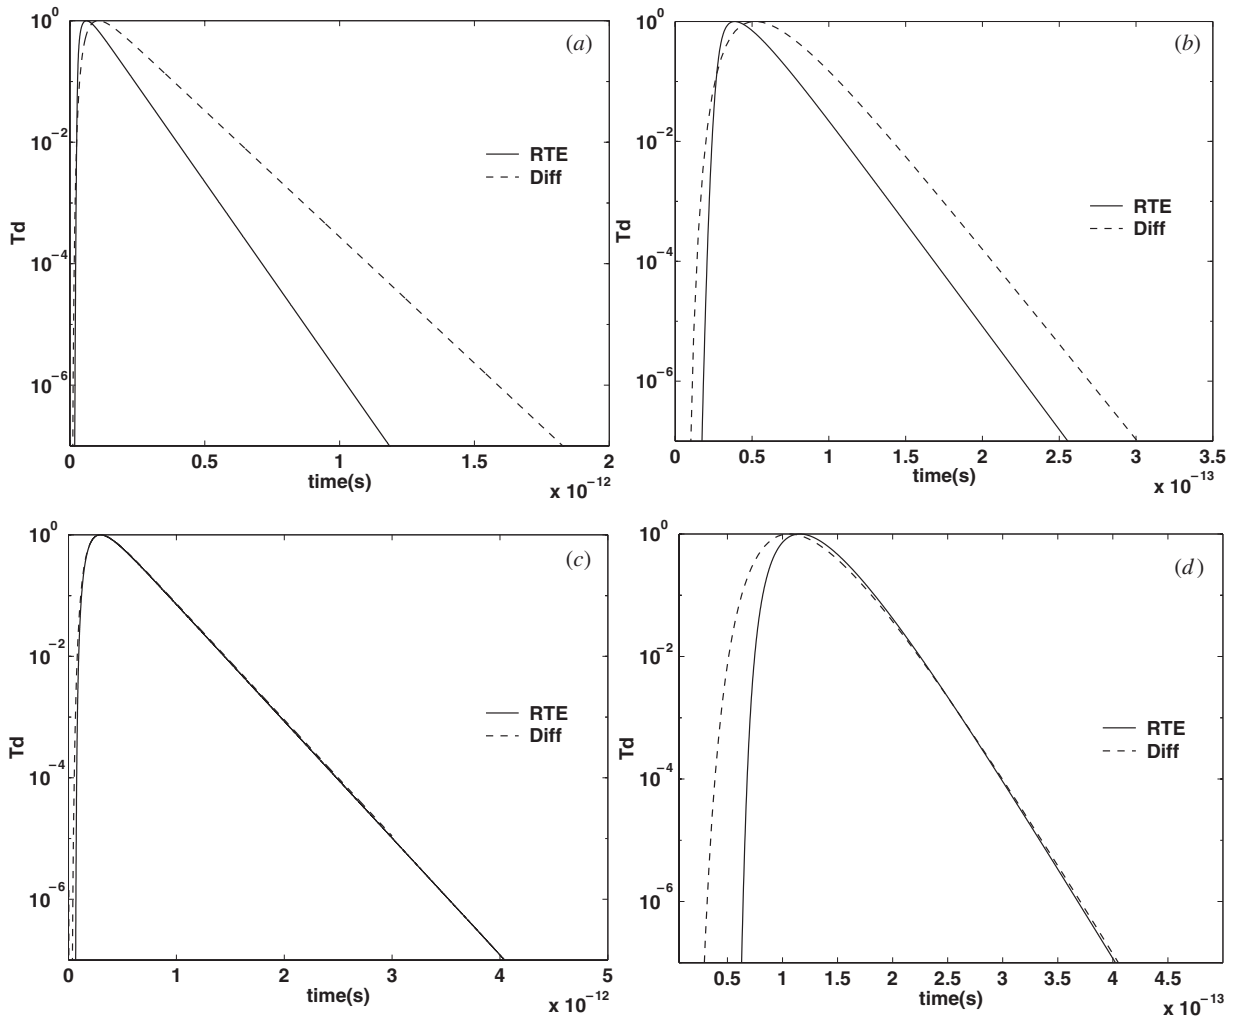 (a)
10^0
10^-2
10^-4
10^-6
Td
RTE
Diff
0 0.5 1 1.5 2
time(s)
x 10^-12
(b)
10^0
10^-2
10^-4
10^-6
Td
RTE
Diff
0 0.5 1 1.5 2 2.5 3 3.5
time(s)
x 10^-13
(c)
10^0
10^-2
10^-4
10^-6
Td
RTE
Diff
0 1 2 3 4 5
time(s)
x 10^-12
(d)
10^0
10^-2
10^-4
10^-6
Td
RTE
Diff
0.5 1 1.5 2 2.5 3 3.5 4 4.5
time(s)
x 10^-13